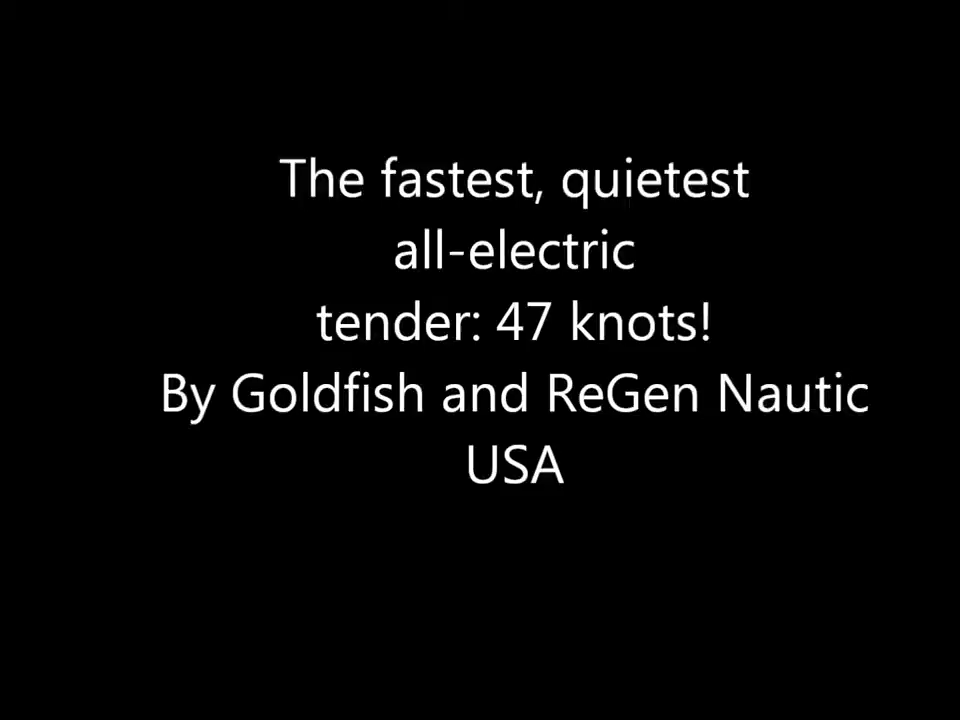 The fastest, quietest
all-electric
tender: 47 knots!
By Goldfish and ReGen Nautic
USA